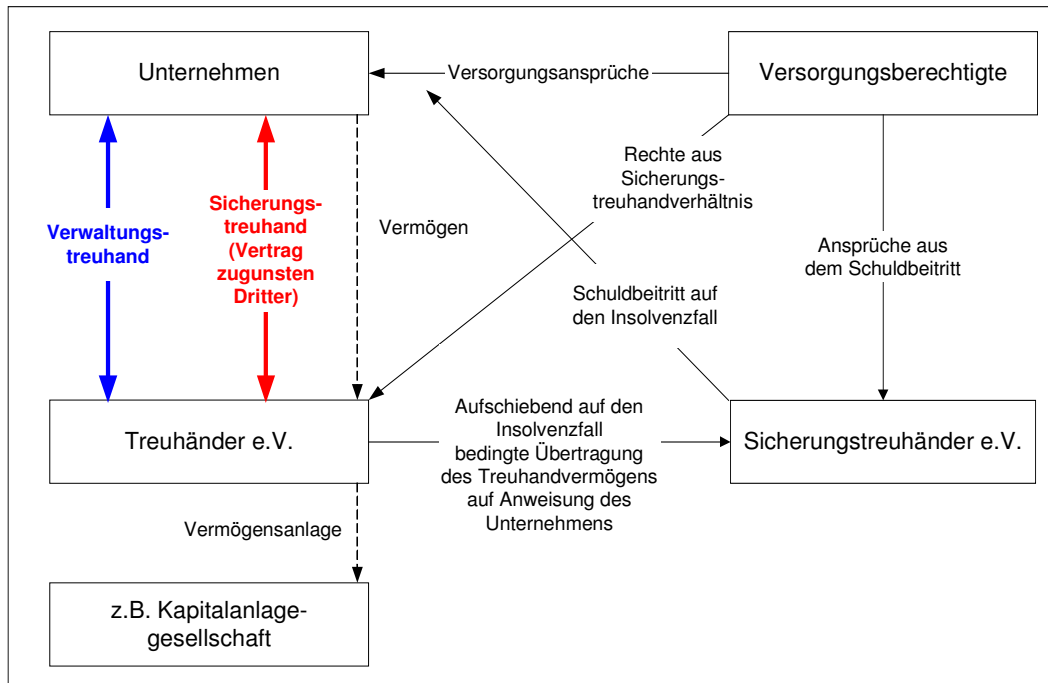 Unternehmen
Versorgungsansprüche
Versorgungsberechtigte
Verwaltungs-
treuhand
Sicherungs-
treuhand
(Vertrag
zugunsten
Dritter)
Vermögen
Rechte aus
Sicherungs-
treuhandverhältnis
Schuldbeitritt auf
den Insolvenzfall
Ansprüche aus
dem Schuldbeitritt
Treuhänder e.V.
Aufschiebend auf den
Insolvenzfall
bedingte Übertragung
des Treuhandvermögens
auf Anweisung des
Unternehmens
Sicherungstreuhänder e.V.
Vermögensanlage
z.B. Kapitalanlage-
gesellschaft